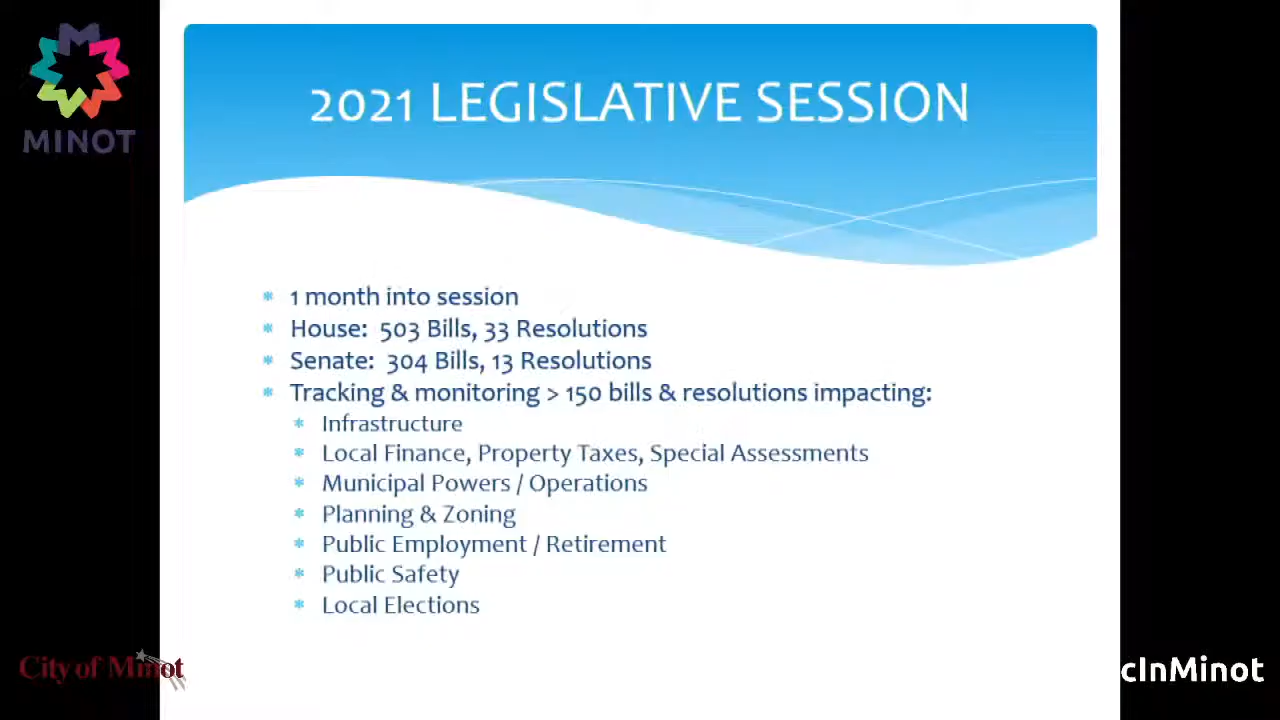 MINOT
2021 LEGISLATIVE SESSION
* 1 month into session
* House: 503 Bills, 33 Resolutions
* Senate: 304 Bills, 13 Resolutions
* Tracking & monitoring > 150 bills & resolutions impacting:
* Infrastructure
* Local Finance, Property Taxes, Special Assessments
* Municipal Powers / Operations
* Planning & Zoning
* Public Employment / Retirement
* Public Safety
* Local Elections
City of Minot
cInMinot